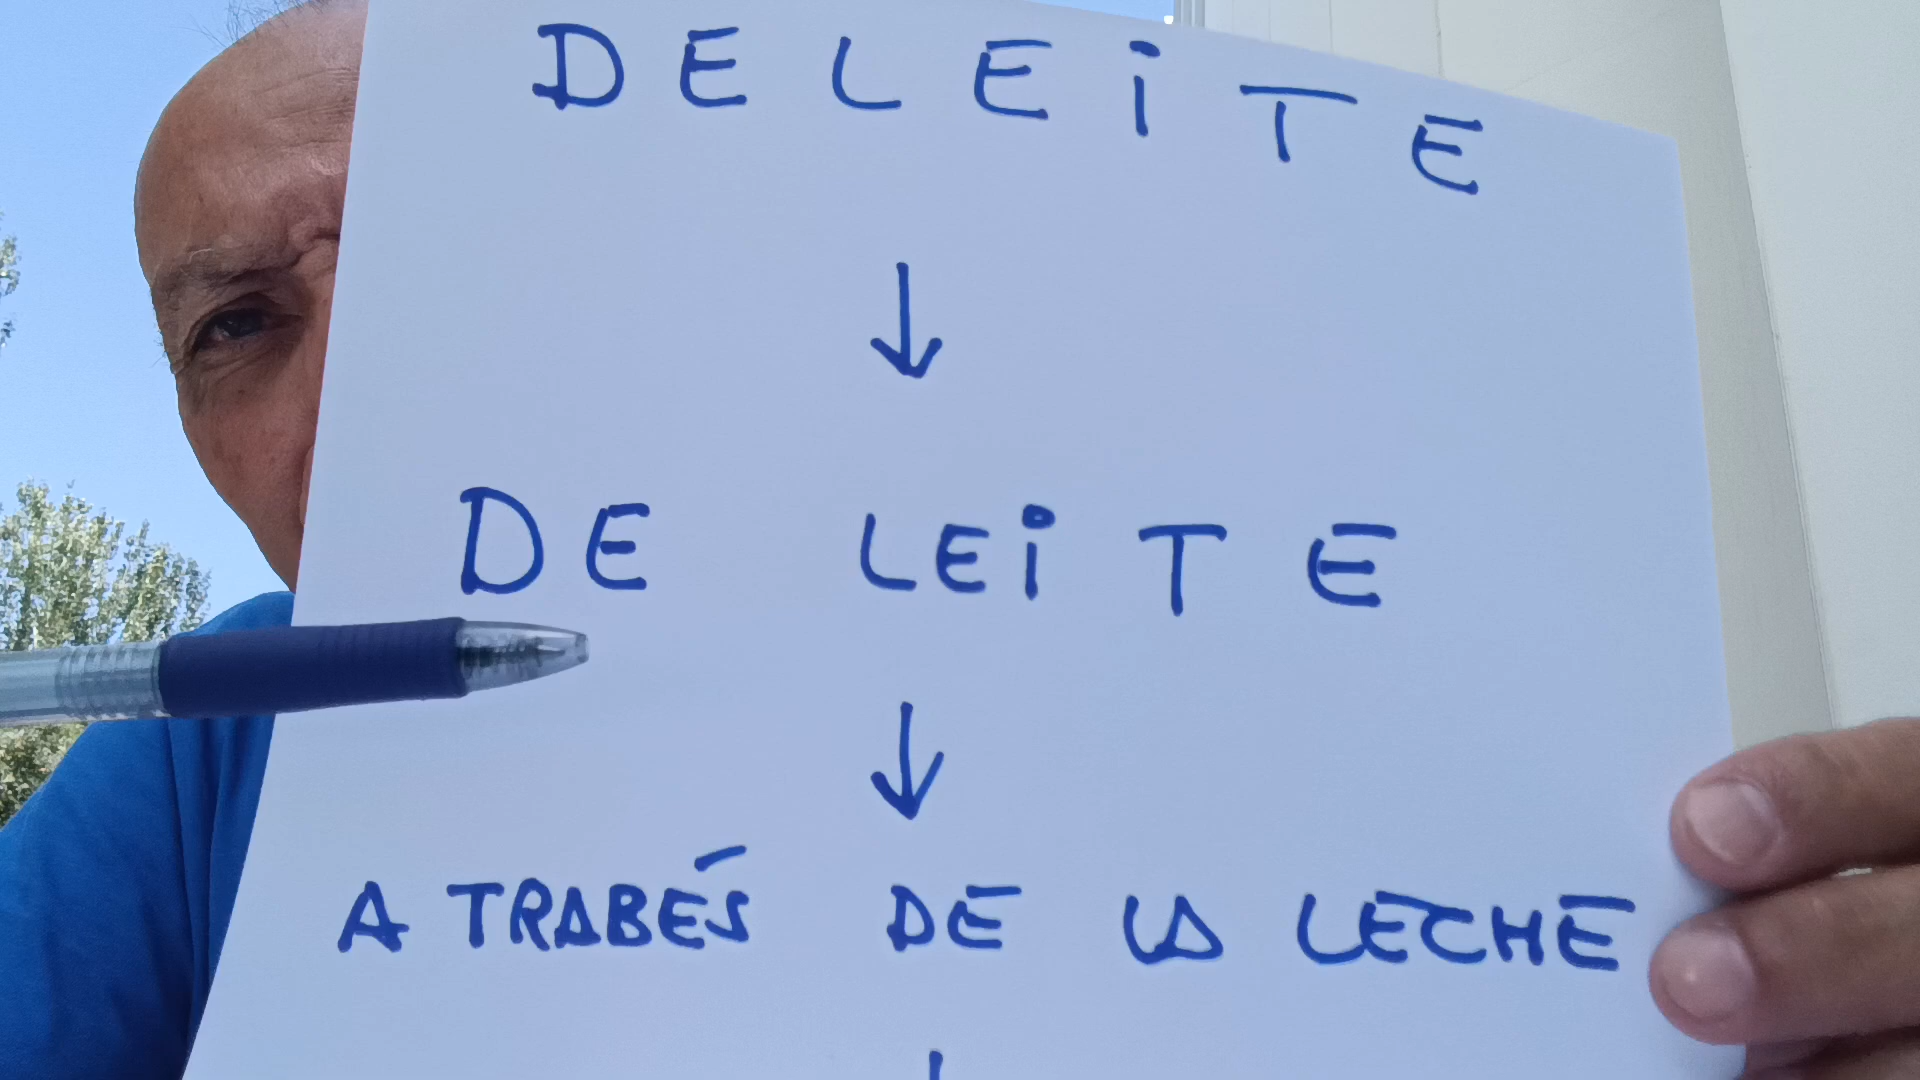 DELEiTE
↓
DE LEiTE
↓
A TRABÉS DE LA LECHE